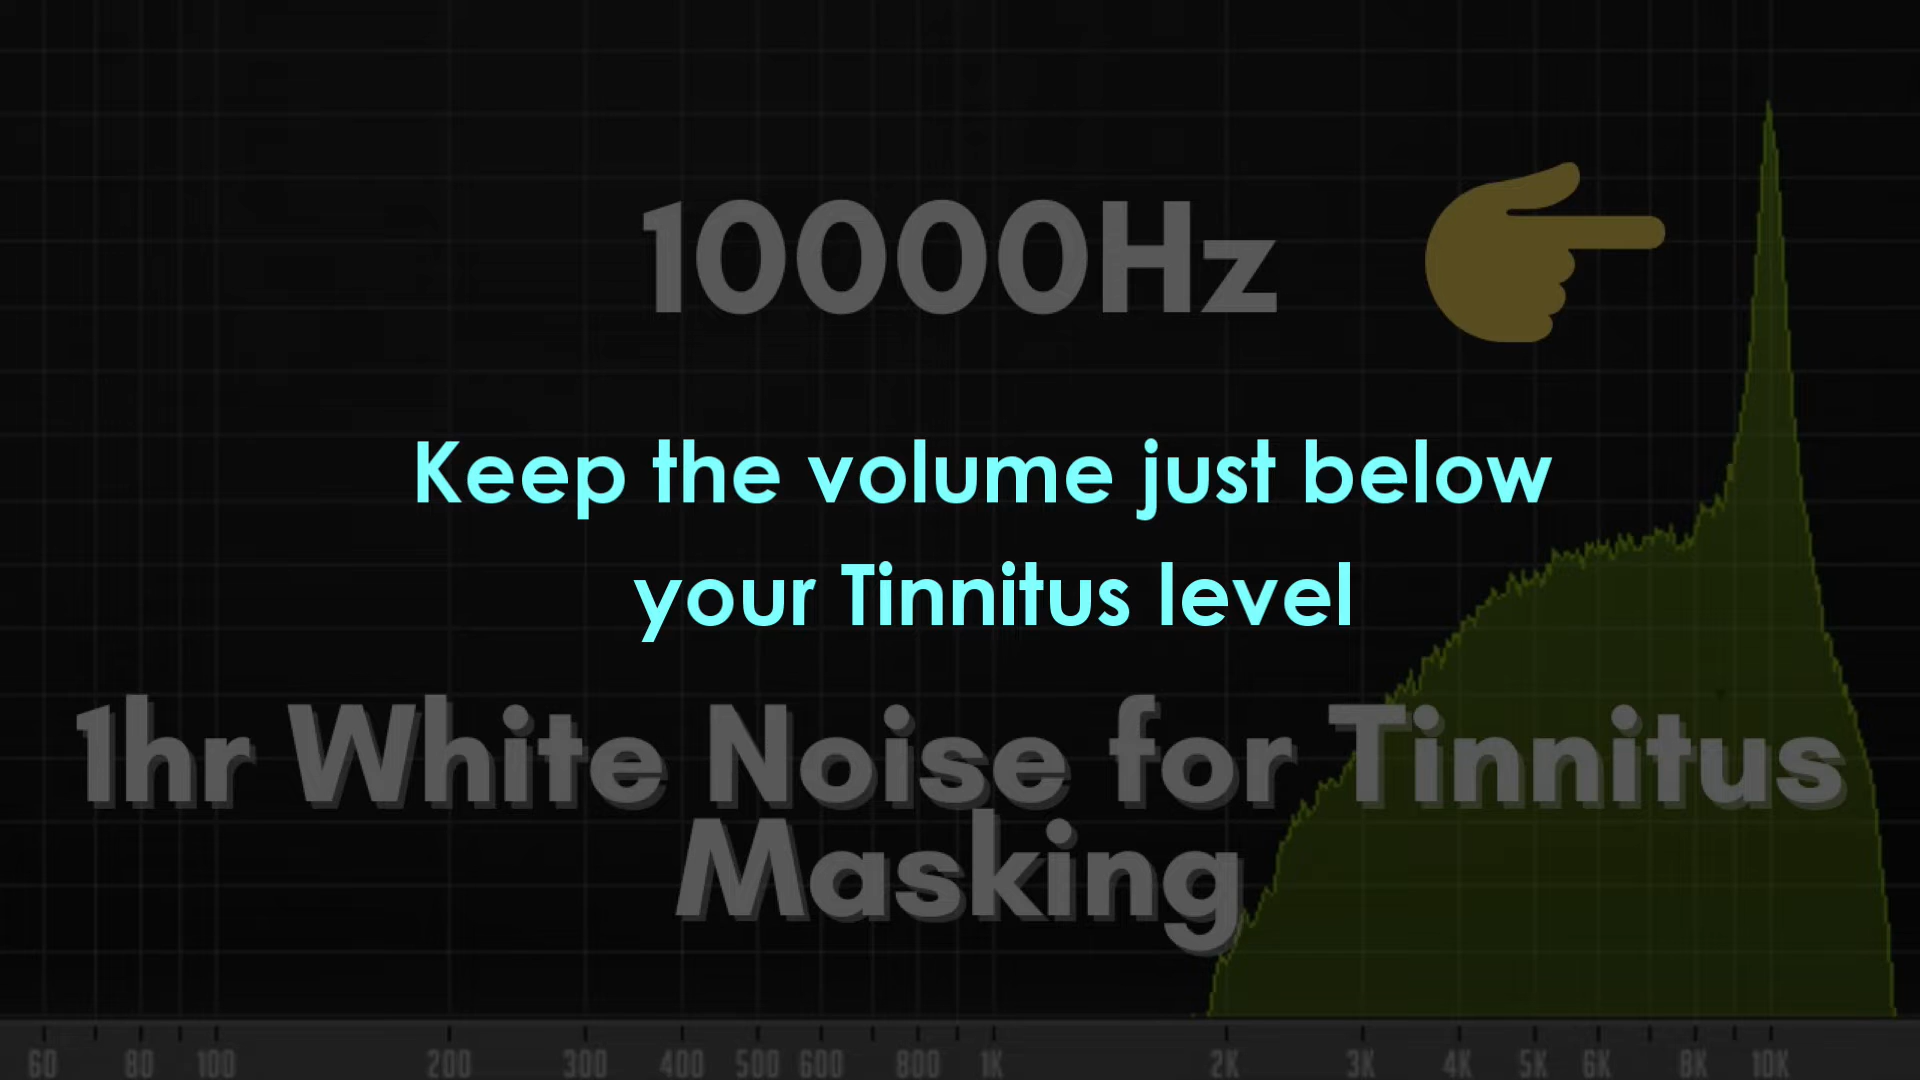 10000Hz
Keep the volume just below
your Tinnitus level
1hr White Noise for Tinnitus
Masking
60 80 100 200 300 400 500 600 800 1K 2K 3K 4K 5K 6K 8K 10K